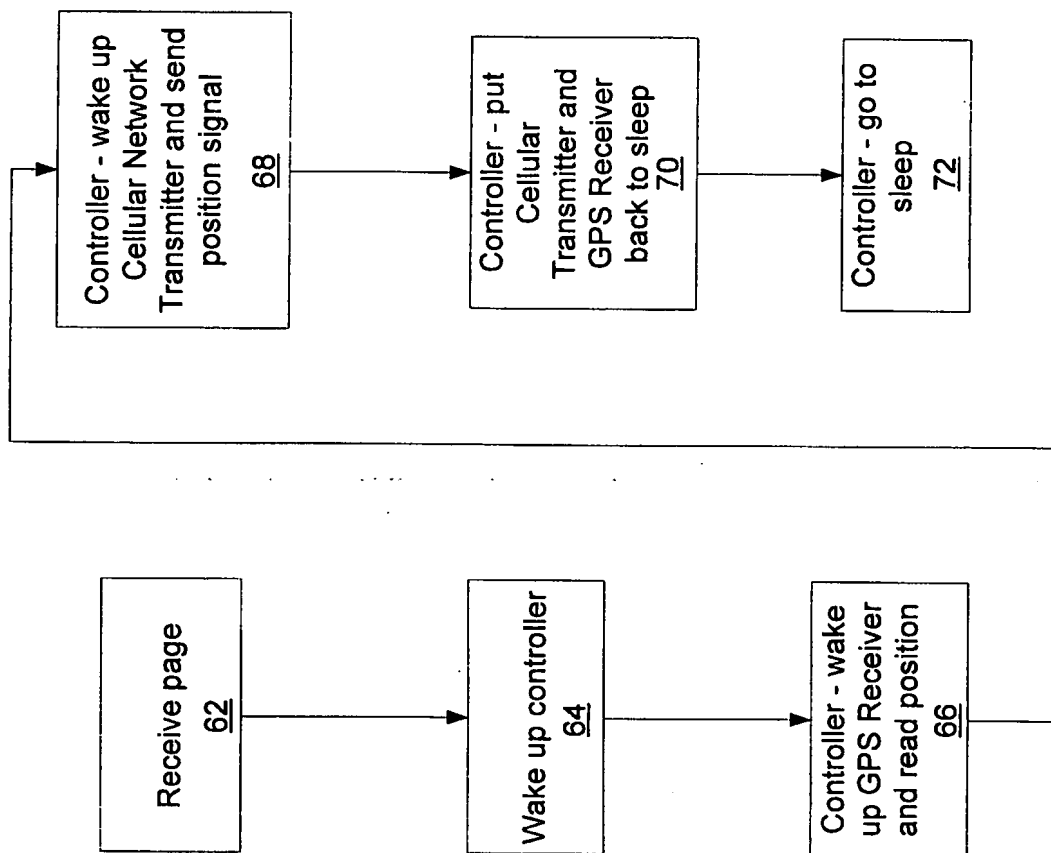 Receive page
62
Wake up controller
64
Controller - wake
up GPS Receiver
and read position
66
Controller - wake up
Cellular Network
Transmitter and send
position signal
68
Controller - put
Cellular
Transmitter and
GPS Receiver
back to sleep
70
Controller - go to
sleep
72